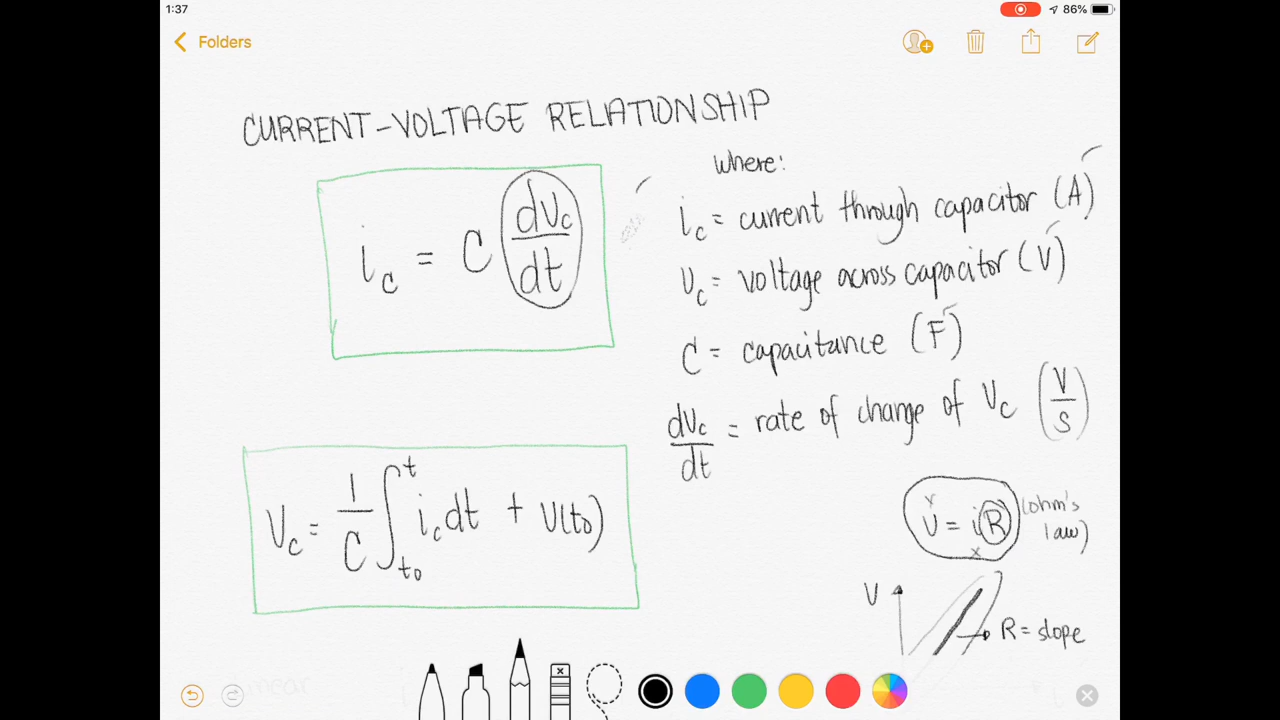 1:37
86%
Folders
CURRENT-VOLTAGE RELATIONSHIP
i_c = C dv_c/dt
where:
i_c = current through capacitor (A)
v_c = voltage across capacitor (V)
C = capacitance (F)
dv_c/dt = rate of change of v_c (V/s)
v_c = 1/C ∫_{t_0}^{t} i_c dt + v(t_0)
v = iR (ohm's
law)
V
R = slope